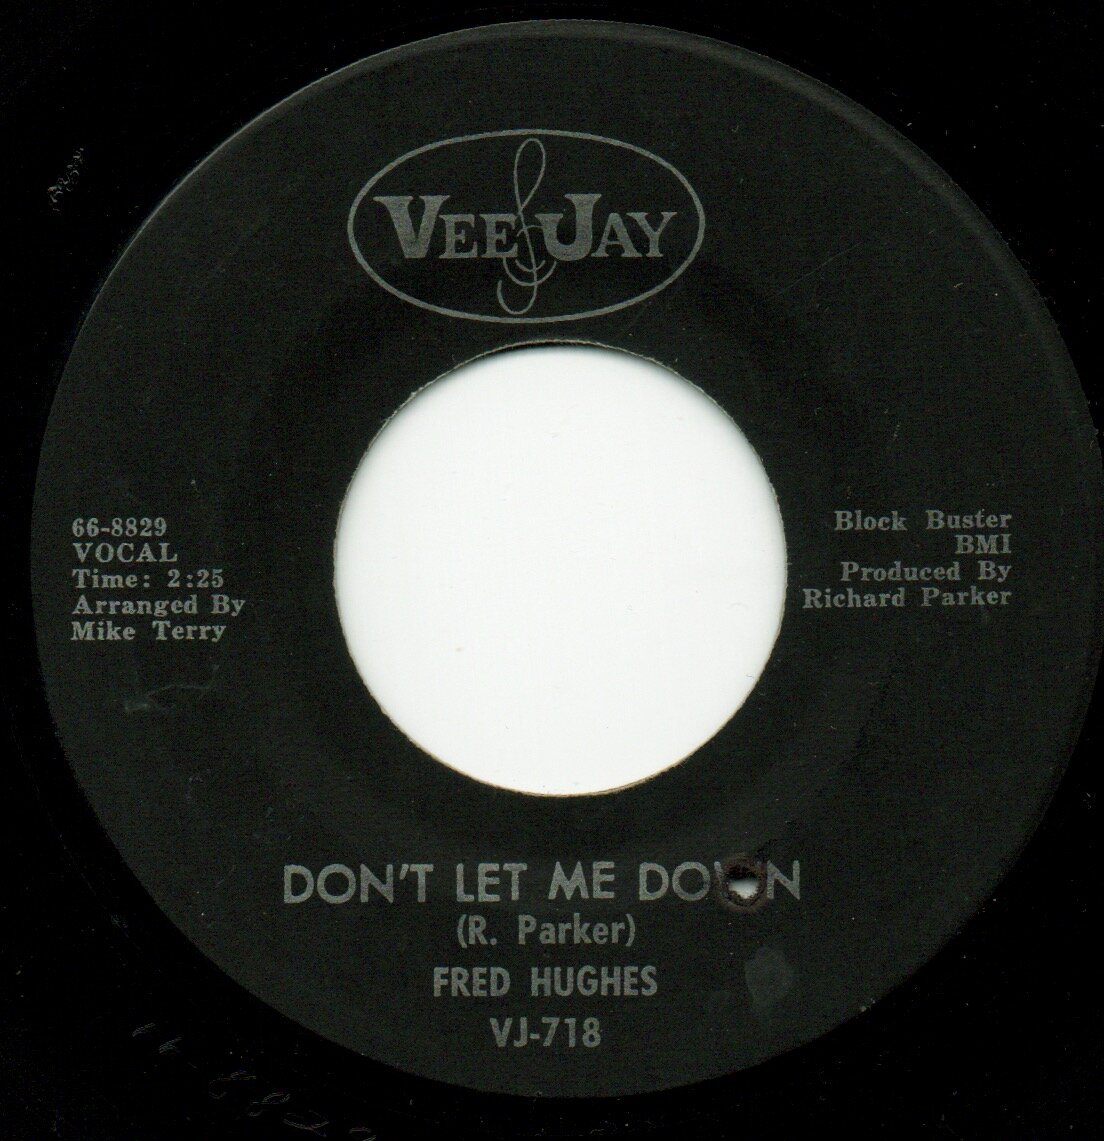 VEE JAY
66-8829
VOCAL
Time: 2:25
Arranged By
Mike Terry
Block Buster
BMI
Produced By
Richard Parker
DON'T LET ME DOWN
(R. Parker)
FRED HUGHES
VJ-718